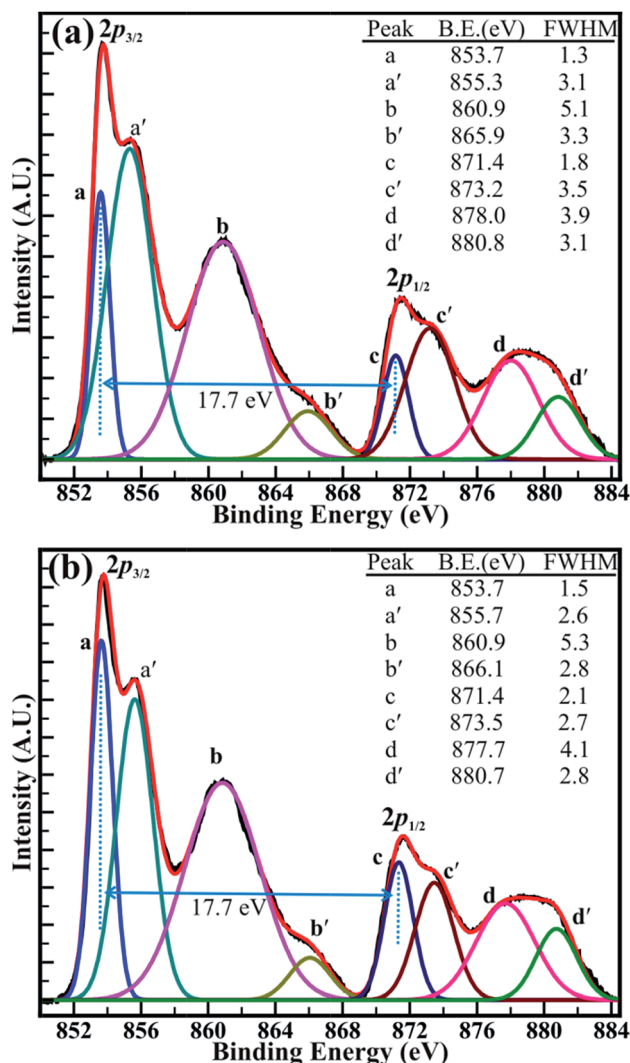 (a) 2p3/2
Peak B.E.(eV) FWHM
a 853.7 1.3
a′ 855.3 3.1
b 860.9 5.1
b′ 865.9 3.3
c 871.4 1.8
c′ 873.2 3.5
d 878.0 3.9
d′ 880.8 3.1
a′
a
b
2p1/2
c′
c
d
d′
17.7 eV
b′
Intensity (A.U.)
852 856 860 864 868 872 876 880 884
Binding Energy (eV)
(b) 2p3/2
Peak B.E.(eV) FWHM
a 853.7 1.5
a′ 855.7 2.6
b 860.9 5.3
b′ 866.1 2.8
c 871.4 2.1
c′ 873.5 2.7
d 877.7 4.1
d′ 880.7 2.8
a
a′
b
2p1/2
c
c′
d
d′
17.7 eV
b′
Intensity (A.U.)
852 856 860 864 868 872 876 880 884
Binding Energy (eV)